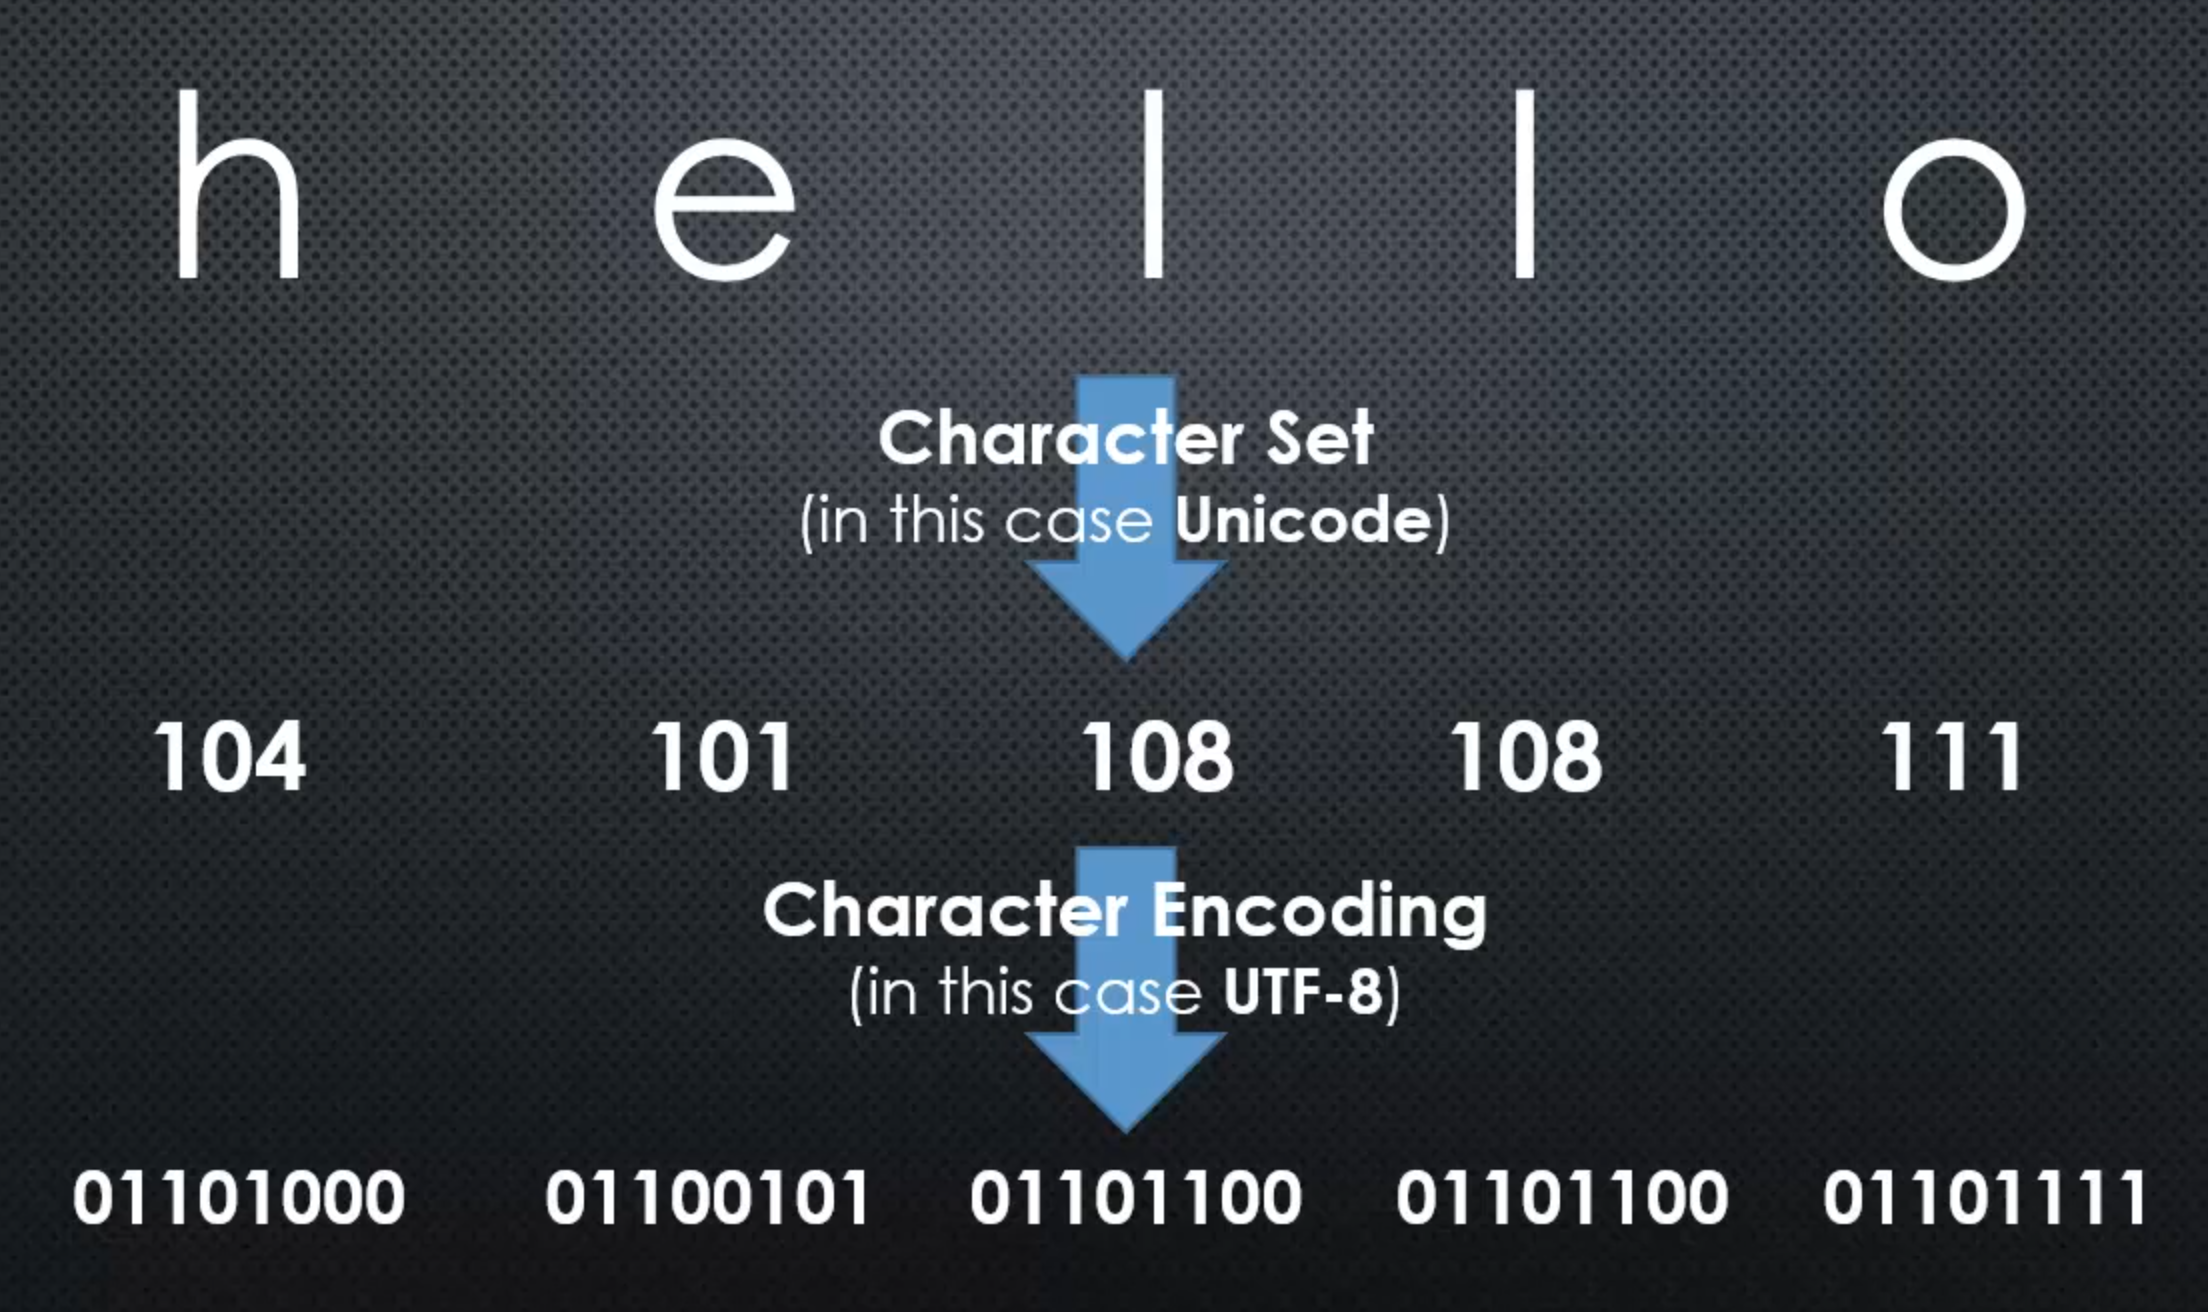 h e l l o
Character Set
(in this case Unicode)
104 101 108 108 111
Character Encoding
(in this case UTF-8)
01101000 01100101 01101100 01101100 01101111